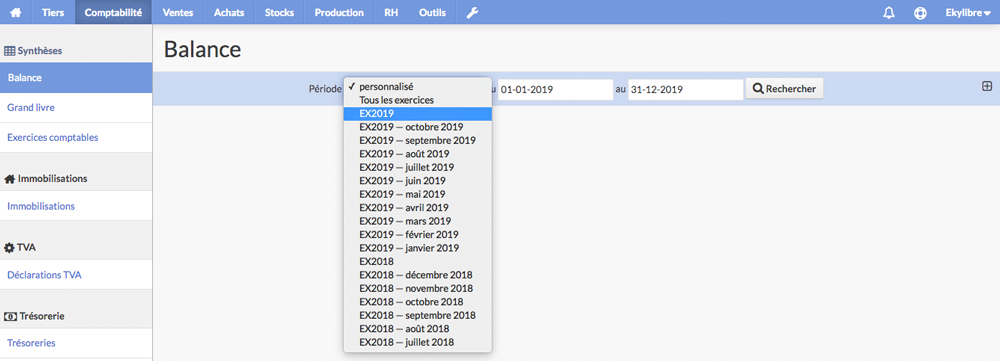 Tiers Comptabilité Ventes Achats Stocks Production RH Outils Ekylibre
Synthèses
Balance
Grand livre
Exercices comptables
Immobilisations
Immobilisations
TVA
Déclarations TVA
Trésorerie
Trésoreries
Balance
Période ✓ personnalisé u 01-01-2019 au 31-12-2019 Rechercher
Tous les exercices
EX2019
EX2019 — octobre 2019
EX2019 — septembre 2019
EX2019 — août 2019
EX2019 — juillet 2019
EX2019 — juin 2019
EX2019 — mai 2019
EX2019 — avril 2019
EX2019 — mars 2019
EX2019 — février 2019
EX2019 — janvier 2019
EX2018
EX2018 — décembre 2018
EX2018 — novembre 2018
EX2018 — octobre 2018
EX2018 — septembre 2018
EX2018 — août 2018
EX2018 — juillet 2018